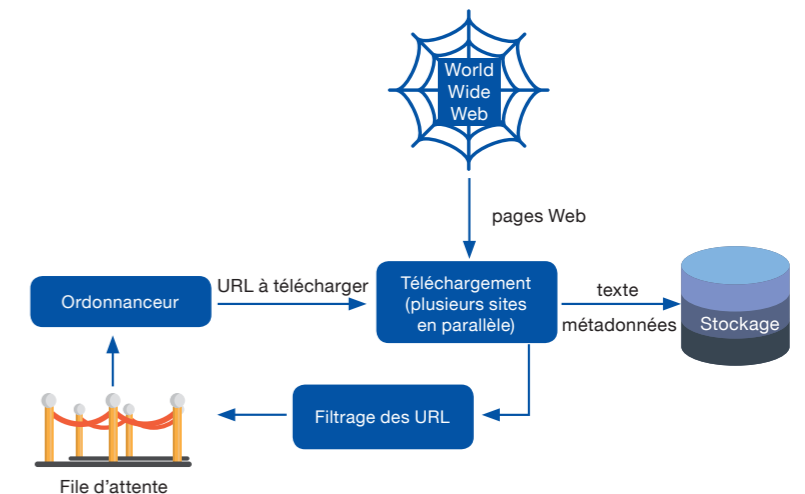 World
Wide
Web
pages Web
Ordonnanceur
URL à télécharger
Téléchargement
(plusieurs sites
en parallèle)
texte
métadonnées
Stockage
Filtrage des URL
File d'attente